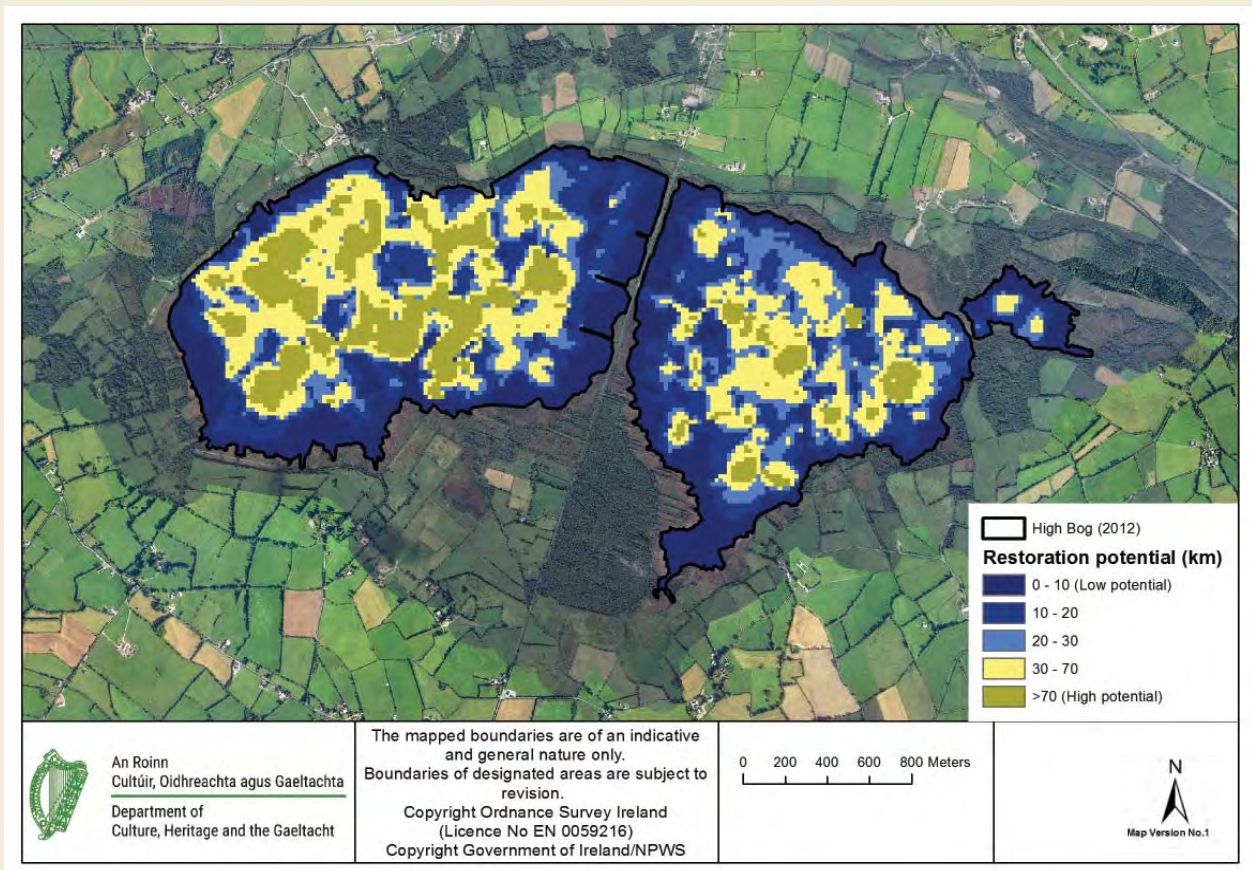 High Bog (2012)
Restoration potential (km)
0 - 10 (Low potential)
10 - 20
20 - 30
30 - 70
>70 (High potential)
An Roinn
Cultúir, Oidhreachta agus Gaeltachta
Department of
Culture, Heritage and the Gaeltacht
The mapped boundaries are of an indicative
and general nature only.
Boundaries of designated areas are subject to
revision.
Copyright Ordnance Survey Ireland
(Licence No EN 0059216)
Copyright Government of Ireland/NPWS
0 200 400 600 800 Meters
N
Map Version No.1